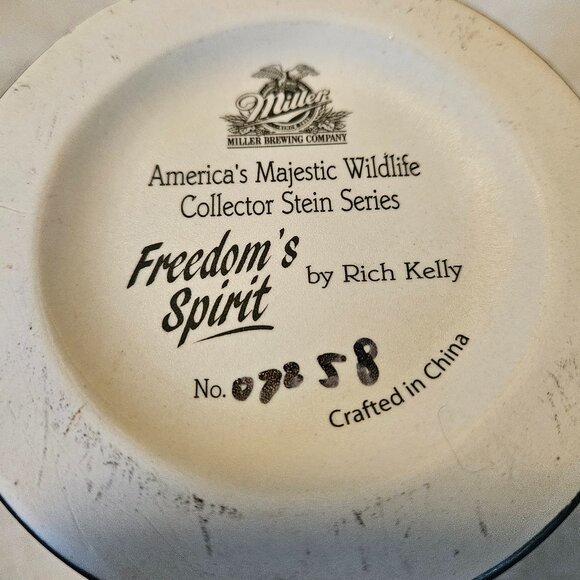 Miller
MILLER BREWING COMPANY
America's Majestic Wildlife
Collector Stein Series
Freedom's
Spirit
by Rich Kelly
No. 07258
Crafted in China